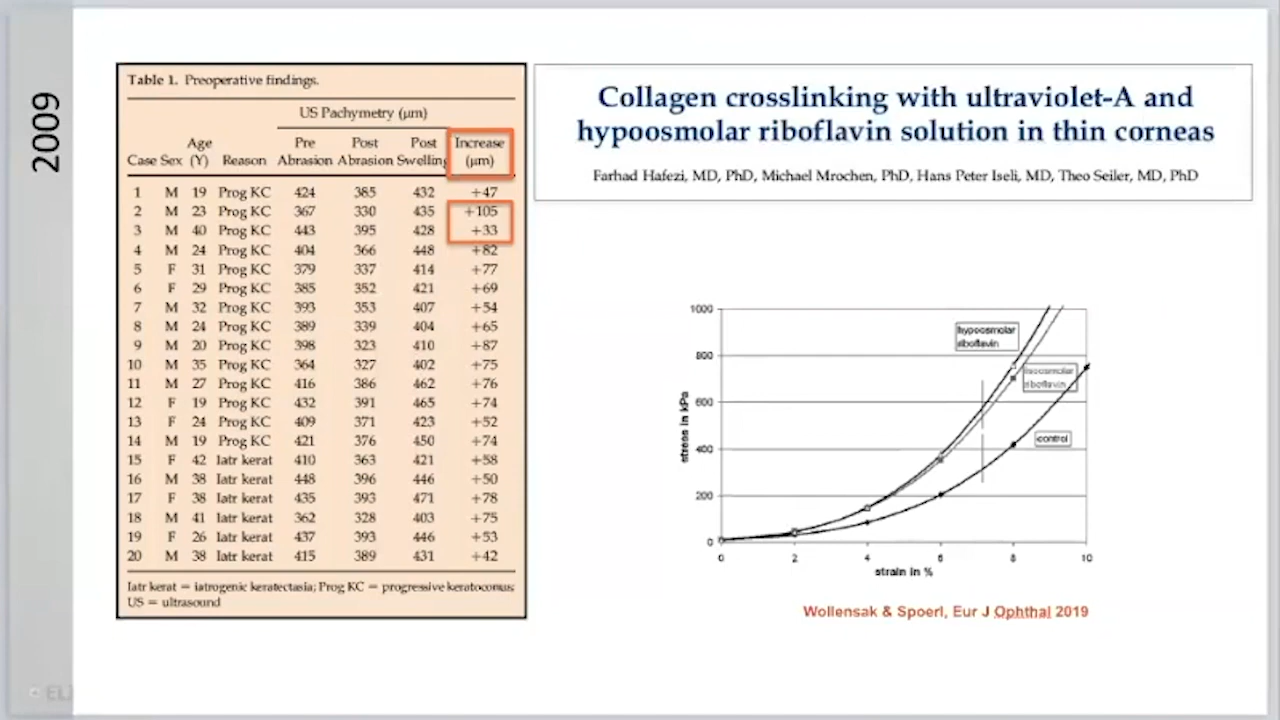 2009
Table 1. Preoperative findings.
US Pachymetry (µm)
Case Sex Age (Y) Reason Pre Abrasion Post Abrasion Post Swelling Increase (µm)
1 M 19 Prog KC 424 385 432 +47
2 M 23 Prog KC 367 330 435 +105
3 M 40 Prog KC 443 395 428 +33
4 M 24 Prog KC 404 366 448 +82
5 F 31 Prog KC 379 337 414 +77
6 F 29 Prog KC 385 352 421 +69
7 M 32 Prog KC 393 353 407 +54
8 M 24 Prog KC 389 339 404 +65
9 M 20 Prog KC 398 323 410 +87
10 M 35 Prog KC 364 327 402 +75
11 M 27 Prog KC 416 386 462 +76
12 F 19 Prog KC 432 391 465 +74
13 F 24 Prog KC 409 371 423 +52
14 M 19 Prog KC 421 376 450 +74
15 F 42 Iatr kerat 410 363 421 +58
16 M 38 Iatr kerat 448 396 446 +50
17 F 38 Iatr kerat 435 393 471 +78
18 M 41 Iatr kerat 362 328 403 +75
19 F 26 Iatr kerat 437 393 446 +53
20 M 38 Iatr kerat 415 389 431 +42
Iatr kerat = iatrogenic keratectasia; Prog KC = progressive keratoconus;
US = ultrasound
Collagen crosslinking with ultraviolet-A and
hypoosmolar riboflavin solution in thin corneas
Farhad Hafezi, MD, PhD, Michael Mrochen, PhD, Hans Peter Iseli, MD, Theo Seiler, MD, PhD
1000
800
600
400
200
0
stress in kPa
hypoosmolar
riboflavin
isoosmolar
riboflavin
control
0 2 4 6 8 10
strain in %
Wollensak & Spoerl, Eur J Ophthal 2019